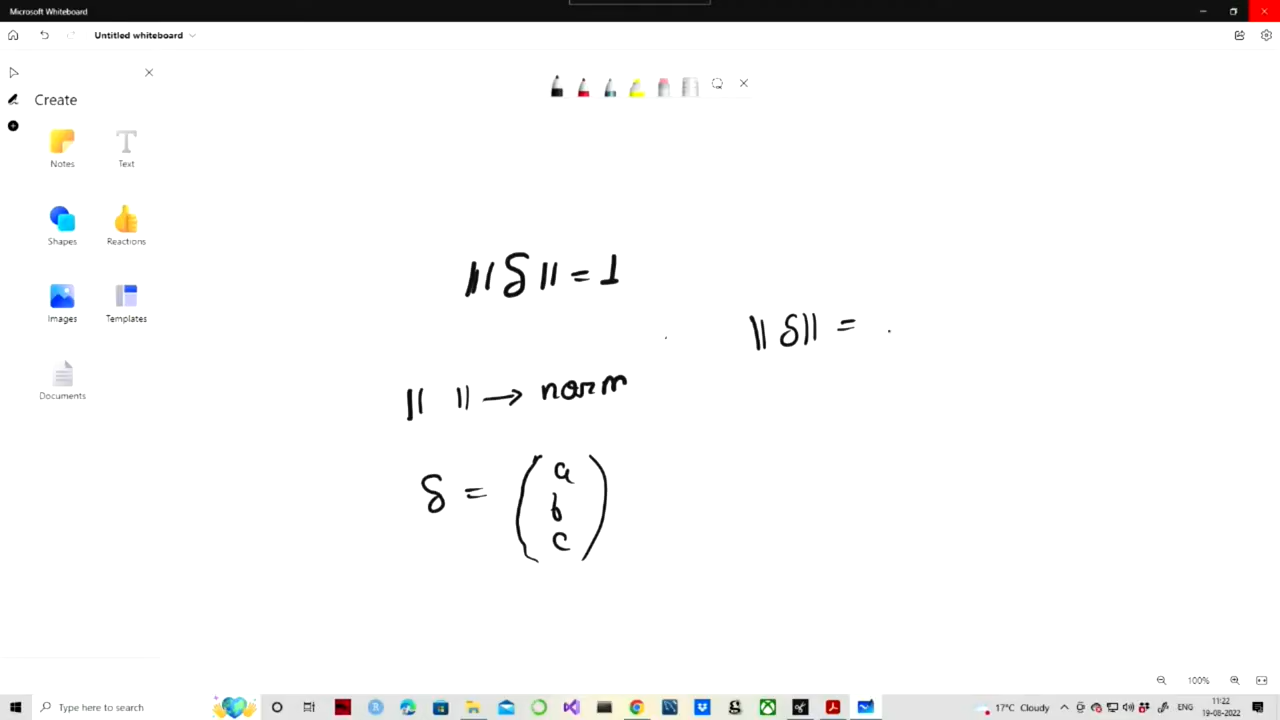 Microsoft Whiteboard
Untitled whiteboard
Create
Notes Text
Shapes Reactions
Images Templates
Documents
‖ δ ‖ = 1
‖ δ ‖ = .
‖ ‖ → norm
δ = ( a
b
c )
100%
Type here to search
17°C Cloudy
ENG
11:22
19-08-2022